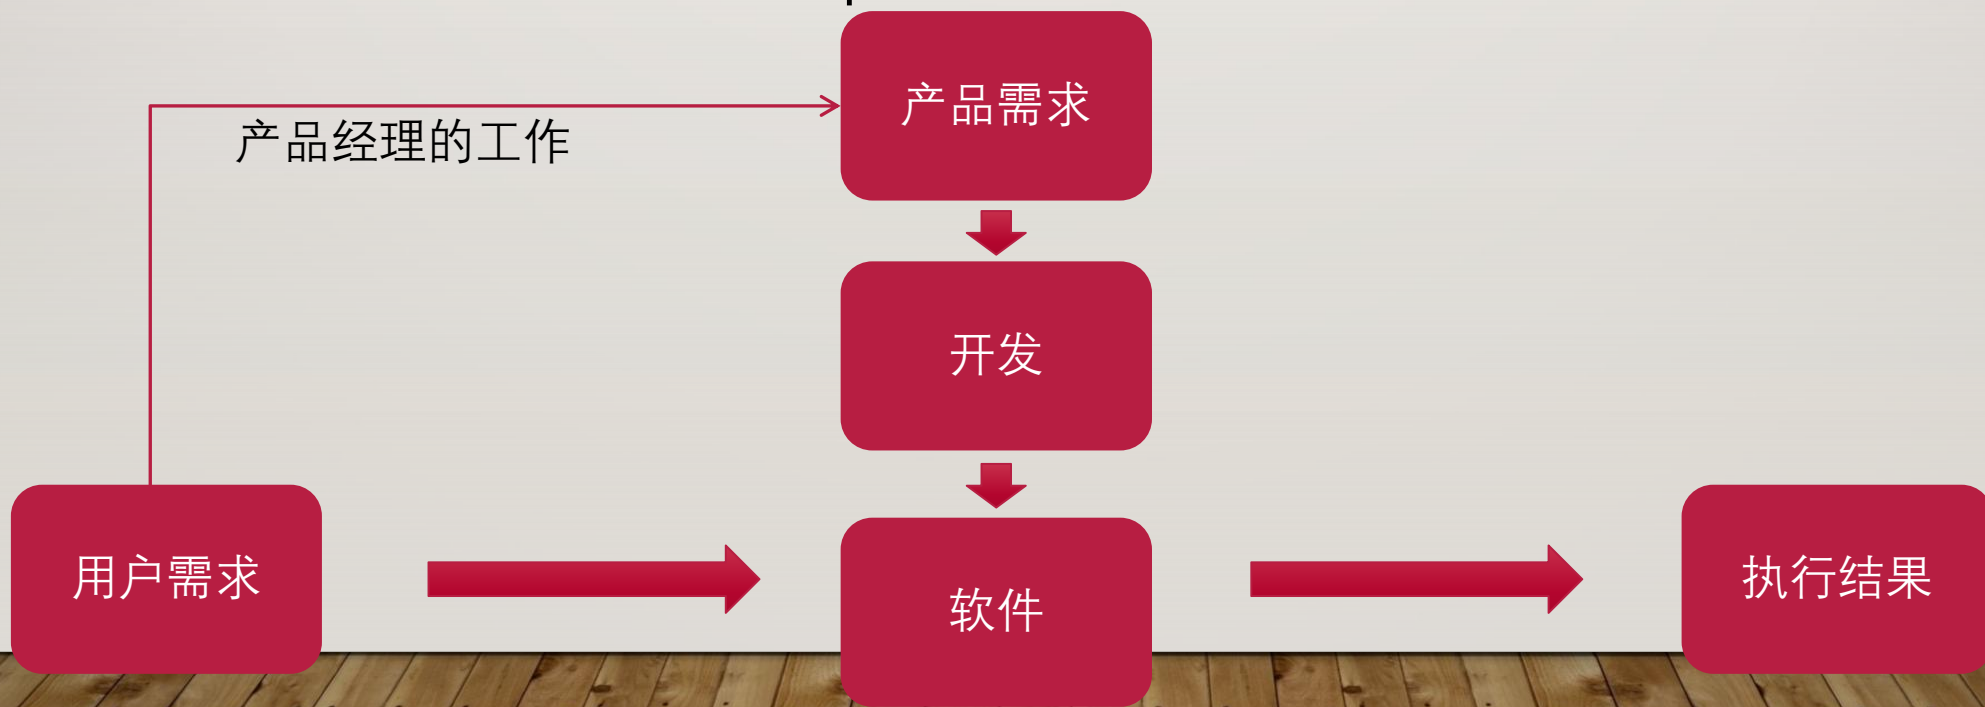 产品需求
产品经理的工作
开发
用户需求
软件
执行结果